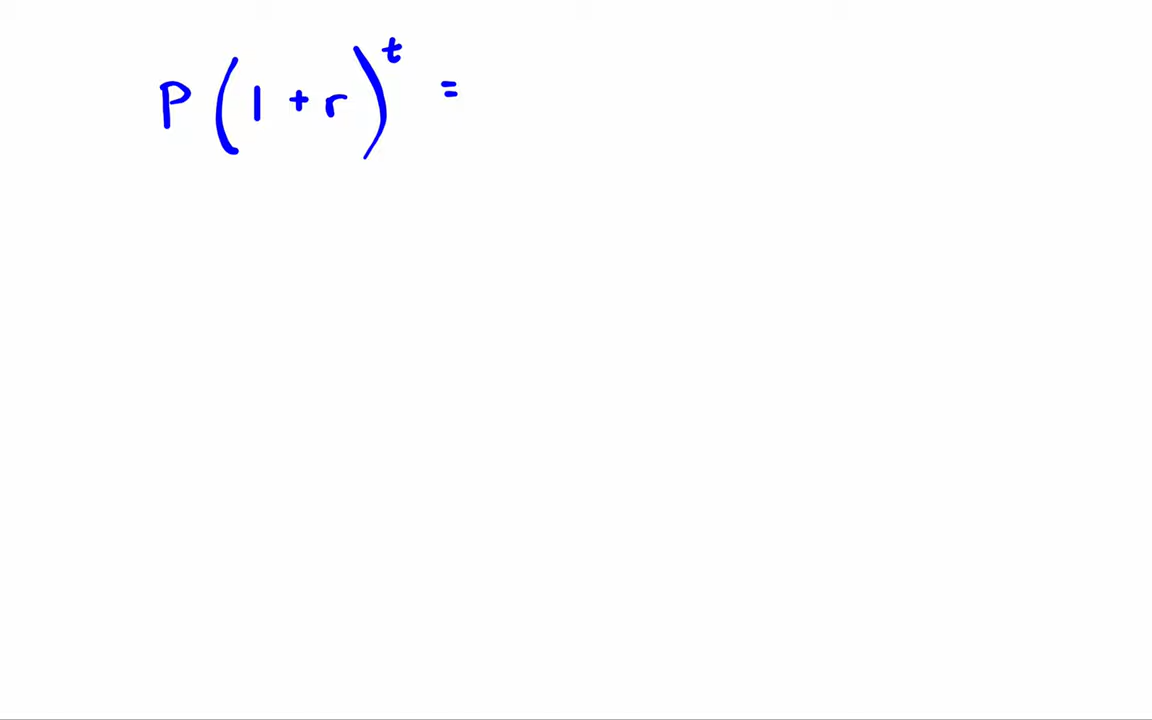 P(1+r)^t =